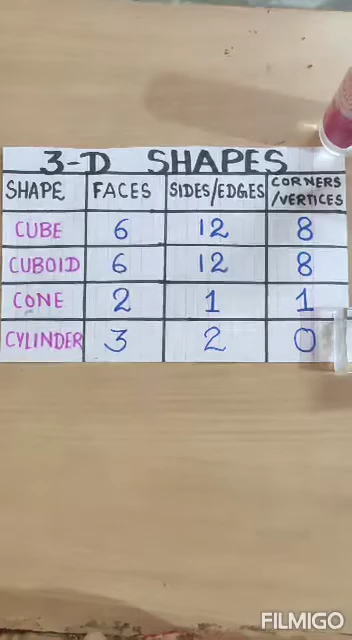 3-D SHAPES
SHAPE FACES SIDES/EDGES CORNERS/VERTICES
CUBE 6 12 8
CUBOID 6 12 8
CONE 2 1 1
CYLINDER 3 2 0
FILMIGO